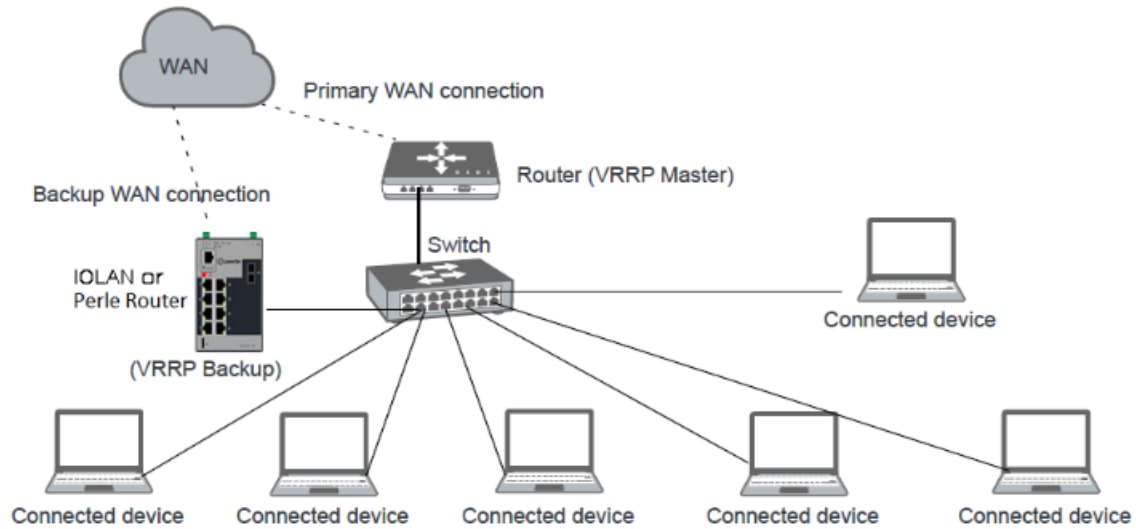 WAN
Primary WAN connection
Router (VRRP Master)
Backup WAN connection
Switch
IOLAN or
Perle Router
Connected device
(VRRP Backup)
Connected device
Connected device
Connected device
Connected device
Connected device